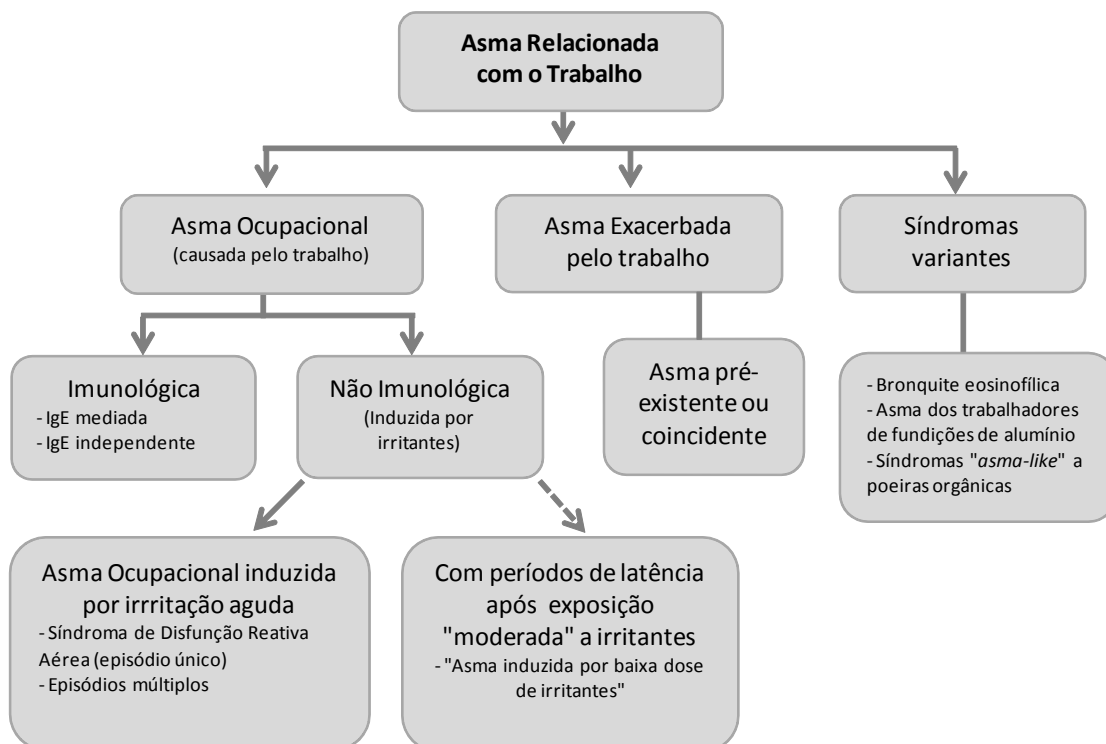 Asma Relacionada
com o Trabalho
Asma Ocupacional
(causada pelo trabalho)
Asma Exacerbada
pelo trabalho
Síndromas
variantes
Imunológica
- IgE mediada
- IgE independente
Não Imunológica
(Induzida por
irritantes)
Asma pré-
existente ou
coincidente
- Bronquite eosinofílica
- Asma dos trabalhadores
de fundições de alumínio
- Síndromas "asma-like" a
poeiras orgânicas
Asma Ocupacional induzida
por irrritação aguda
- Síndroma de Disfunção Reativa
Aérea (episódio único)
- Episódios múltiplos
Com períodos de latência
após exposição
"moderada" a irritantes
- "Asma induzida por baixa dose
de irritantes"